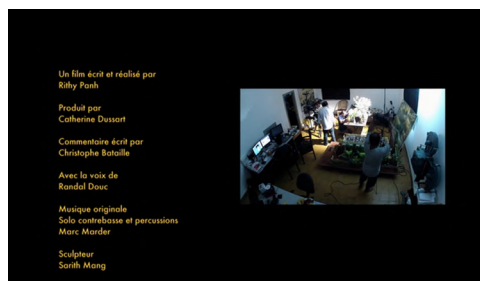 Un film écrit et réalisé par
Rithy Panh
Produit par
Catherine Dussart
Commentaire écrit par
Christophe Bataille
Avec la voix de
Randal Douc
Musique originale
Solo contrebasse et percussions
Marc Marder
Sculpteur
Sarith Mang